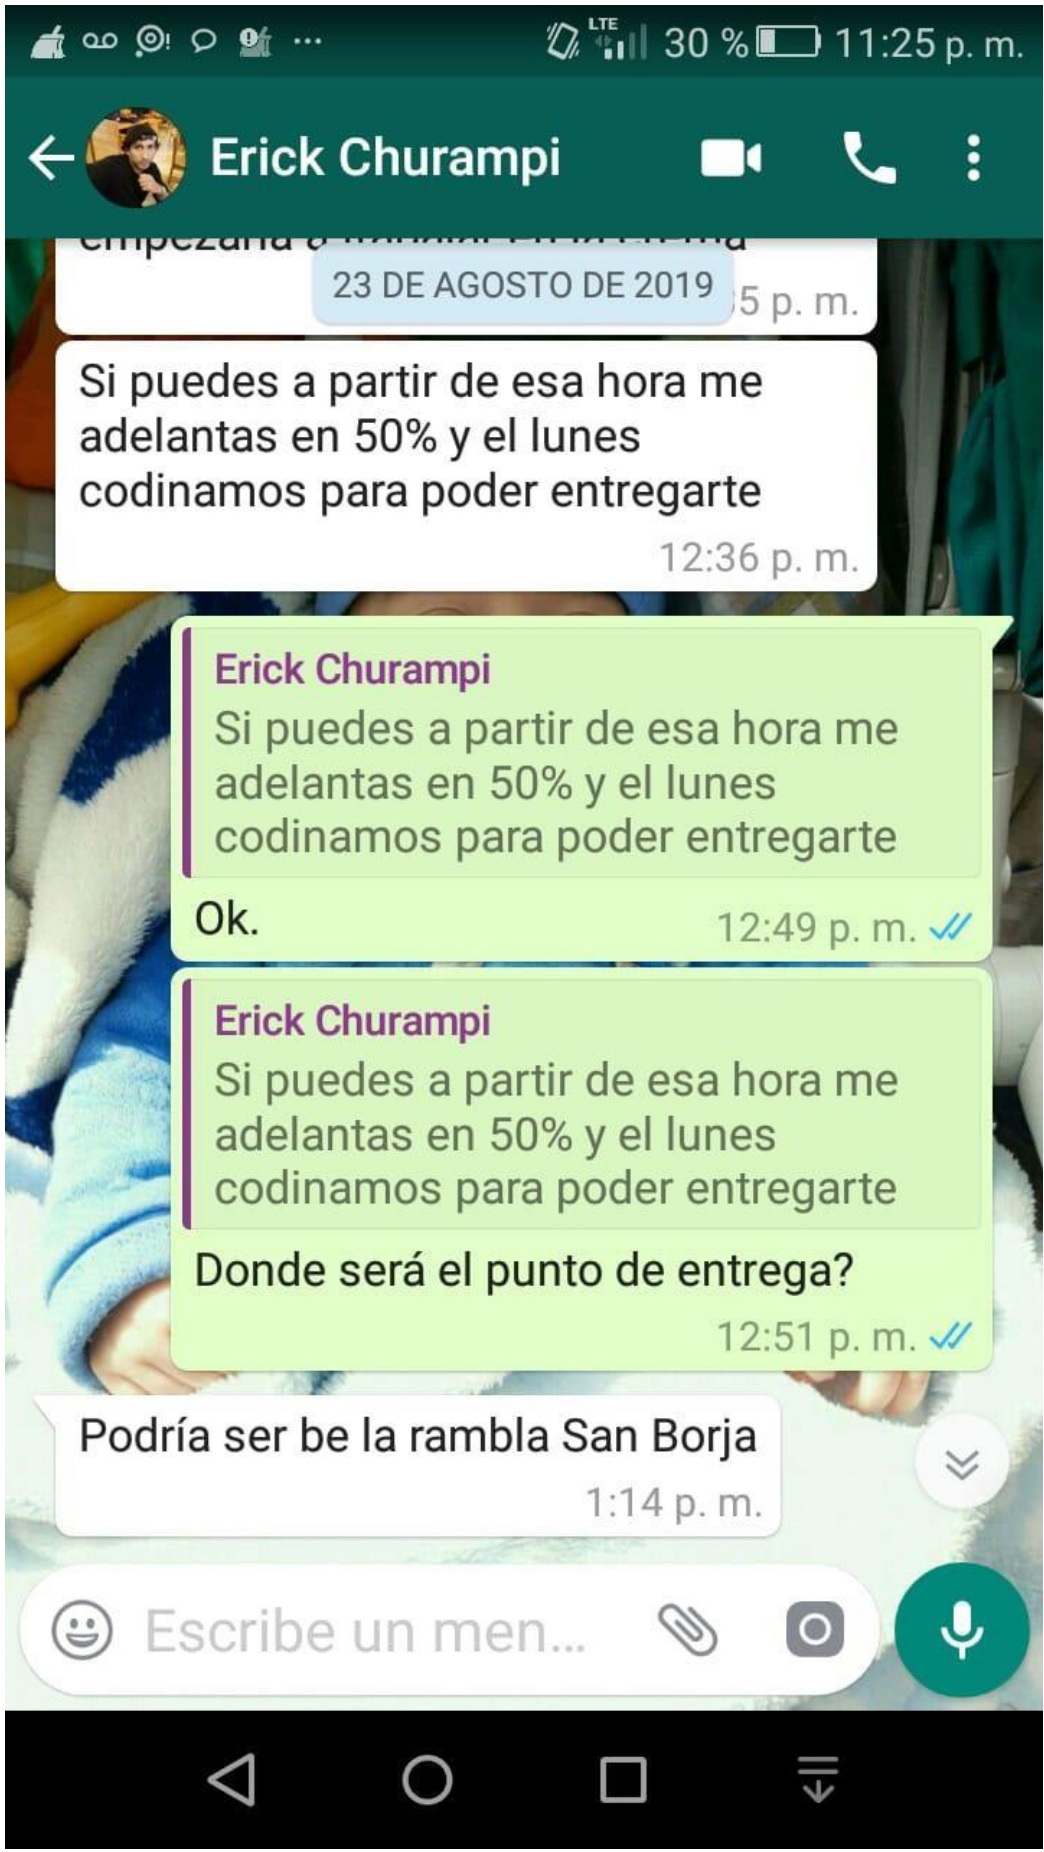 LTE
30 % 11:25 p. m.
Erick Churampi
23 DE AGOSTO DE 2019
5 p. m.
Si puedes a partir de esa hora me
adelantas en 50% y el lunes
codinamos para poder entregarte
12:36 p. m.
Erick Churampi
Si puedes a partir de esa hora me
adelantas en 50% y el lunes
codinamos para poder entregarte
Ok.
12:49 p. m.
Erick Churampi
Si puedes a partir de esa hora me
adelantas en 50% y el lunes
codinamos para poder entregarte
Donde será el punto de entrega?
12:51 p. m.
Podría ser be la rambla San Borja
1:14 p. m.
Escribe un men...